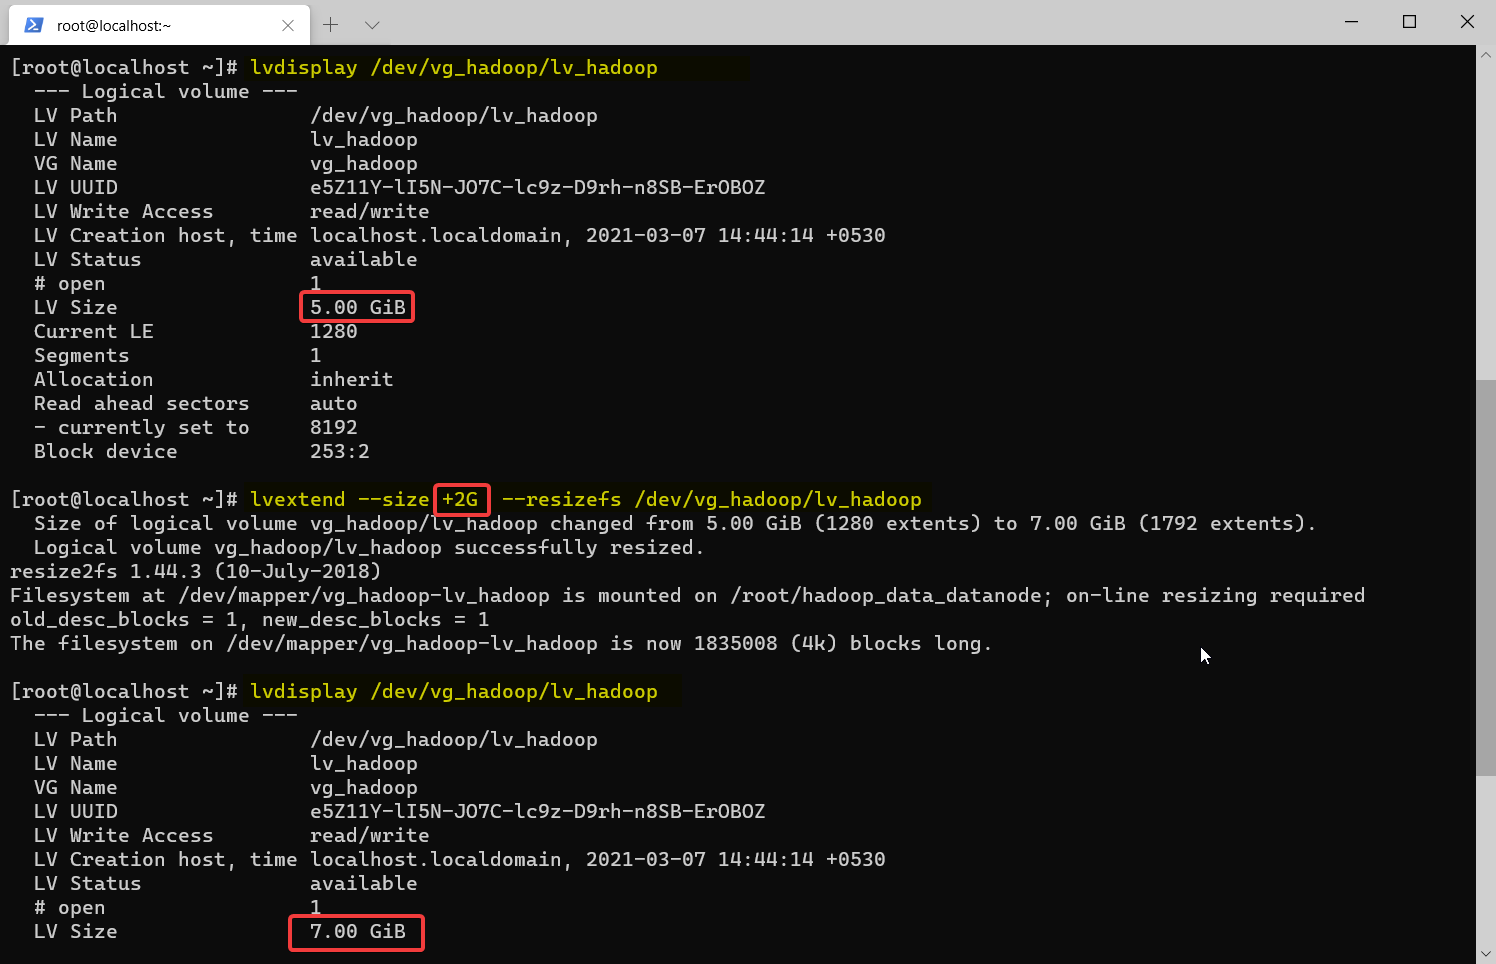 root@localhost:~
[root@localhost ~]# lvdisplay /dev/vg_hadoop/lv_hadoop
--- Logical volume ---
LV Path /dev/vg_hadoop/lv_hadoop
LV Name lv_hadoop
VG Name vg_hadoop
LV UUID e5Z11Y-lI5N-JO7C-lc9z-D9rh-n8SB-ErOBOZ
LV Write Access read/write
LV Creation host, time localhost.localdomain, 2021-03-07 14:44:14 +0530
LV Status available
# open 1
LV Size 5.00 GiB
Current LE 1280
Segments 1
Allocation inherit
Read ahead sectors auto
- currently set to 8192
Block device 253:2
[root@localhost ~]# lvextend --size +2G --resizefs /dev/vg_hadoop/lv_hadoop
Size of logical volume vg_hadoop/lv_hadoop changed from 5.00 GiB (1280 extents) to 7.00 GiB (1792 extents).
Logical volume vg_hadoop/lv_hadoop successfully resized.
resize2fs 1.44.3 (10-July-2018)
Filesystem at /dev/mapper/vg_hadoop-lv_hadoop is mounted on /root/hadoop_data_datanode; on-line resizing required
old_desc_blocks = 1, new_desc_blocks = 1
The filesystem on /dev/mapper/vg_hadoop-lv_hadoop is now 1835008 (4k) blocks long.
[root@localhost ~]# lvdisplay /dev/vg_hadoop/lv_hadoop
--- Logical volume ---
LV Path /dev/vg_hadoop/lv_hadoop
LV Name lv_hadoop
VG Name vg_hadoop
LV UUID e5Z11Y-lI5N-JO7C-lc9z-D9rh-n8SB-ErOBOZ
LV Write Access read/write
LV Creation host, time localhost.localdomain, 2021-03-07 14:44:14 +0530
LV Status available
# open 1
LV Size 7.00 GiB